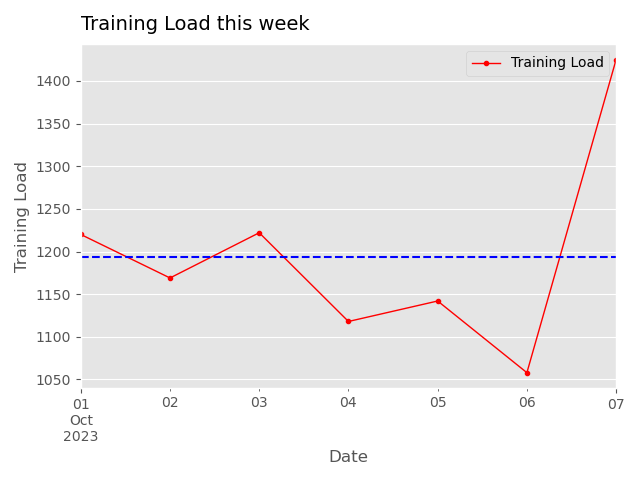 Training Load this week
Training Load
1400
1350
1300
1250
1200
1150
1100
1050
Training Load
01 02 03 04 05 06 07
Oct
2023
Date